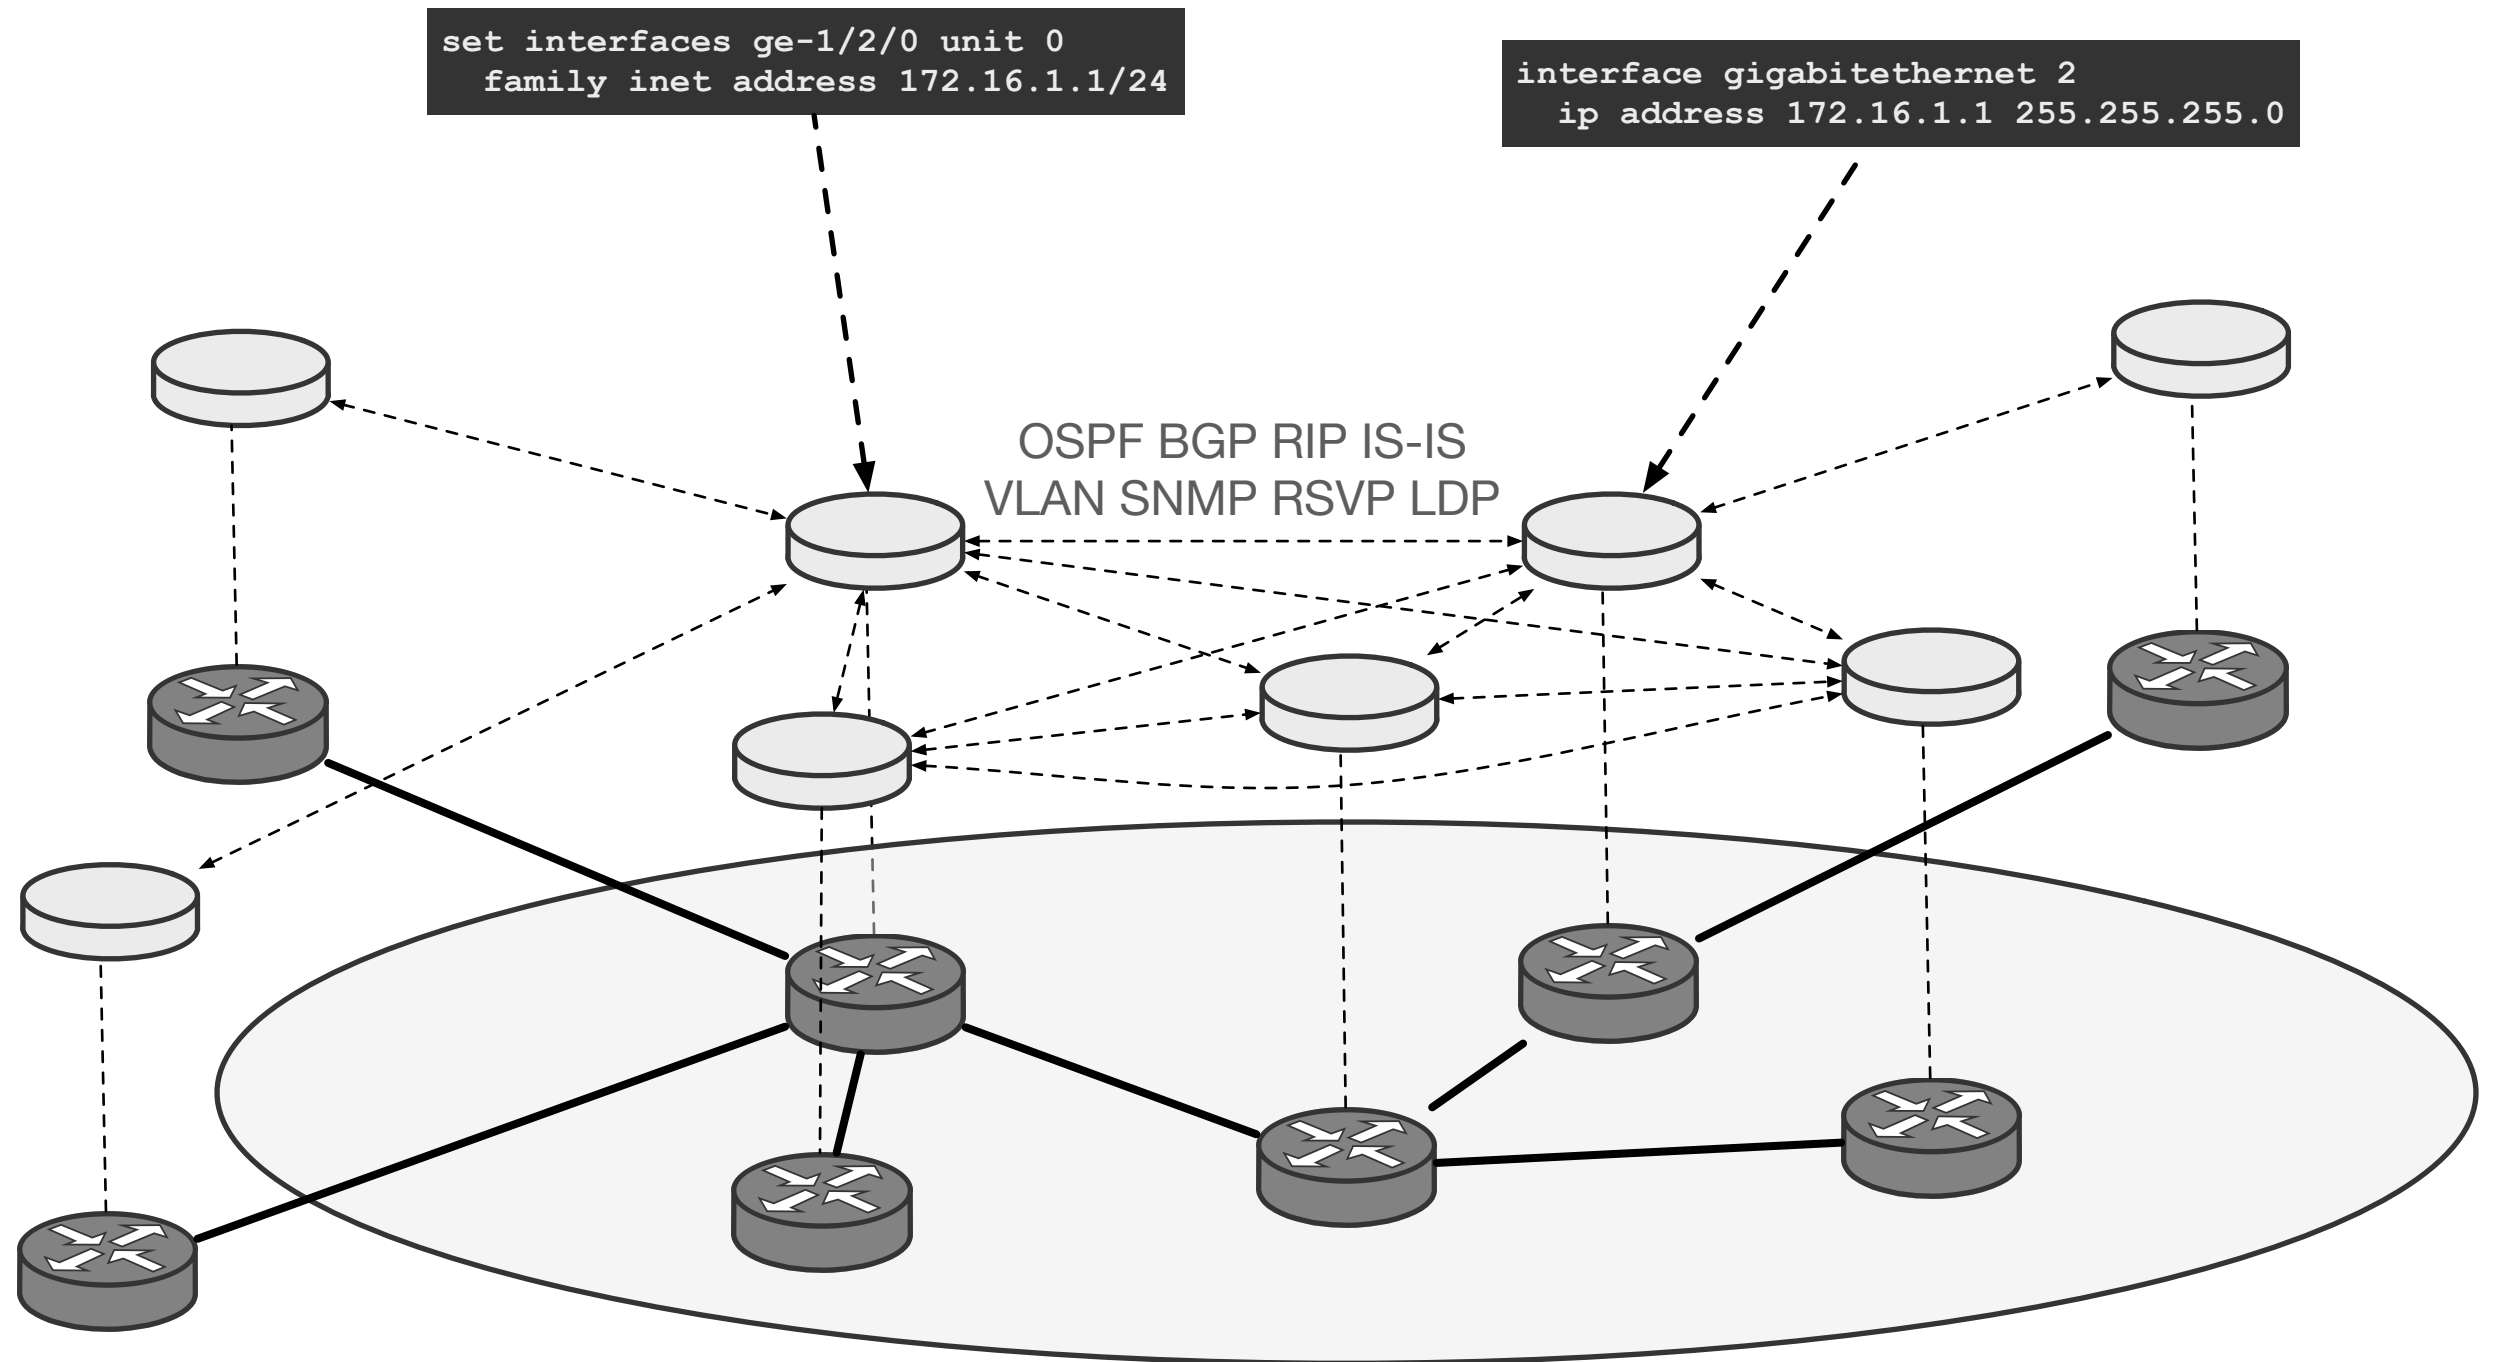 set interfaces ge-1/2/0 unit 0
family inet address 172.16.1.1/24
interface gigabitethernet 2
ip address 172.16.1.1 255.255.255.0
OSPF BGP RIP IS-IS
VLAN SNMP RSVP LDP